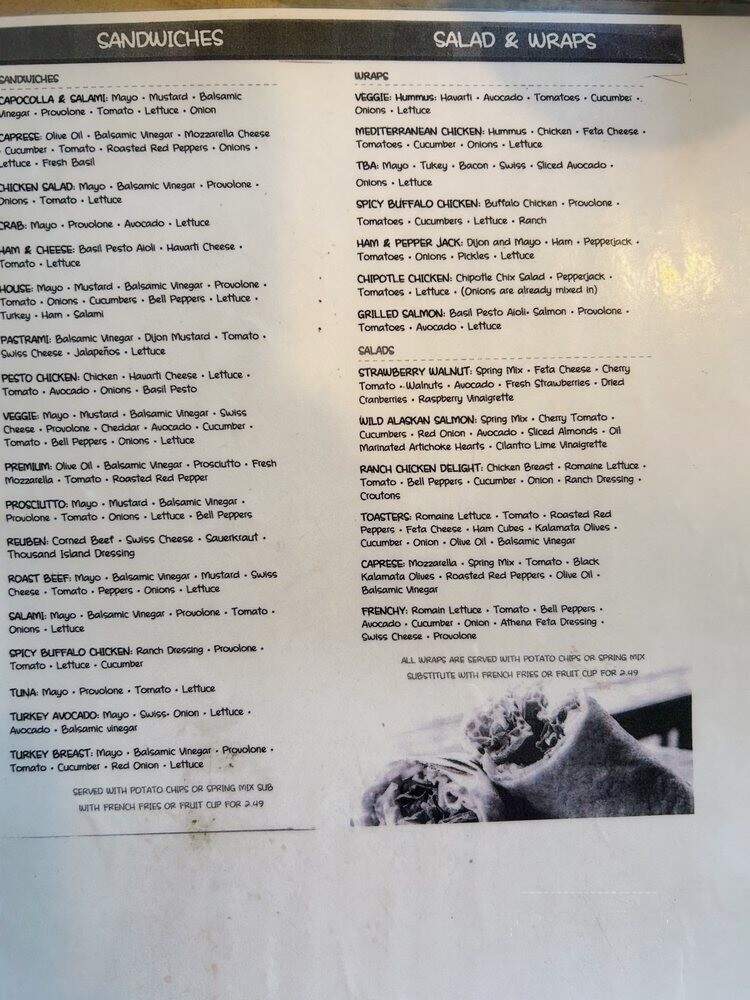 SANDWICHES
SANDWICHES
CAPOCOLLA & SALAMI: Mayo • Mustard • Balsamic
Vinegar • Provolone • Tomato • Lettuce • Onion
CAPRESE: Olive Oil • Balsamic Vinegar • Mozzarella Cheese
• Cucumber • Tomato • Roasted Red Peppers • Onions •
Lettuce • Fresh Basil
CHICKEN SALAD: Mayo • Balsamic Vinegar • Provolone •
Onions • Tomato • Lettuce
CRAB: Mayo • Provolone • Avocado • Lettuce
HAM & CHEESE: Basil Pesto Aioli • Havarti Cheese •
Tomato • Lettuce
HOUSE: Mayo • Mustard • Balsamic Vinegar • Provolone •
Tomato • Onions • Cucumbers • Bell Peppers • Lettuce •
Turkey • Ham • Salami
PASTRAMI: Balsamic Vinegar • Dijon Mustard • Tomato •
Swiss Cheese • Jalapeños • Lettuce
PESTO CHICKEN: Chicken • Havarti Cheese • Lettuce •
Tomato • Avocado • Onions • Basil Pesto
VEGGIE: Mayo • Mustard • Balsamic Vinegar • Swiss
Cheese • Provolone • Cheddar • Avocado • Cucumber •
Tomato • Bell Peppers • Onions • Lettuce
PREMIUM: Olive Oil • Balsamic Vinegar • Prosciutto • Fresh
Mozzarella • Tomato • Roasted Red Pepper
PROSCIUTTO: Mayo • Mustard • Balsamic Vinegar •
Provolone • Tomato • Onions • Lettuce • Bell Peppers
REUBEN: Corned Beef • Swiss Cheese • Sauerkraut •
Thousand Island Dressing
ROAST BEEF: Mayo • Balsamic Vinegar • Mustard • Swiss
Cheese • Tomato • Peppers • Onions • Lettuce
SALAMI: Mayo • Balsamic Vinegar • Provolone • Tomato •
Onions • Lettuce
SPICY BUFFALO CHICKEN: Ranch Dressing • Provolone •
Tomato • Lettuce • Cucumber
TUNA: Mayo • Provolone • Tomato • Lettuce
TURKEY AVOCADO: Mayo • Swiss• Onion • Lettuce •
Avocado • Balsamic vinegar
TURKEY BREAST: Mayo • Balsamic Vinegar • Provolone •
Tomato • Cucumber • Red Onion • Lettuce
SERVED WITH POTATO CHIPS OR SPRING MIX SUB
WITH FRENCH FRIES OR FRUIT CUP FOR 2.49
SALAD & WRAPS
WRAPS
VEGGIE: Hummus: Havarti • Avocado • Tomatoes • Cucumber •
Onions • Lettuce
MEDITERRANEAN CHICKEN: Hummus • Chicken • Feta Cheese •
Tomatoes • Cucumber • Onions • Lettuce
TBA: Mayo • Tukey • Bacon • Swiss • Sliced Avocado •
Onions • Lettuce
SPICY BUFFALO CHICKEN: Buffalo Chicken • Provolone •
Tomatoes • Cucumbers • Lettuce • Ranch
HAM & PEPPER JACK: Dijon and Mayo • Ham • Pepperjack •
Tomatoes • Onions • Pickles • Lettuce
CHIPOTLE CHICKEN: Chipotle Chix Salad • Pepperjack •
Tomatoes • Lettuce • (Onions are already mixed in)
GRILLED SALMON: Basil Pesto Aioli• Salmon • Provolone •
Tomatoes • Avocado • Lettuce
SALADS
STRAWBERRY WALNUT: Spring Mix • Feta Cheese • Cherry
Tomato • Walnuts • Avocado • Fresh Strawberries • Dried
Cranberries • Raspberry Vinaigrette
WILD ALASKAN SALMON: Spring Mix • Cherry Tomato •
Cucumbers • Red Onion • Avocado • Sliced Almonds • Oil
Marinated Artichoke Hearts • Cilantro Lime Vinaigrette
RANCH CHICKEN DELIGHT: Chicken Breast • Romaine Lettuce •
Tomato • Bell Peppers • Cucumber • Onion • Ranch Dressing •
Croutons
TOASTERS: Romaine Lettuce • Tomato • Roasted Red
Peppers • Feta Cheese • Ham Cubes • Kalamata Olives •
Cucumber • Onion • Olive Oil • Balsamic Vinegar
CAPRESE: Mozzarella • Spring Mix • Tomato • Black
Kalamata Olives • Roasted Red Peppers • Olive Oil •
Balsamic Vinegar
FRENCHY: Romain Lettuce • Tomato • Bell Peppers •
Avocado • Cucumber • Onion • Athena Feta Dressing •
Swiss Cheese • Provolone
ALL WRAPS ARE SERVED WITH POTATO CHIPS OR SPRING MIX
SUBSTITUTE WITH FRENCH FRIES OR FRUIT CUP FOR 2.49